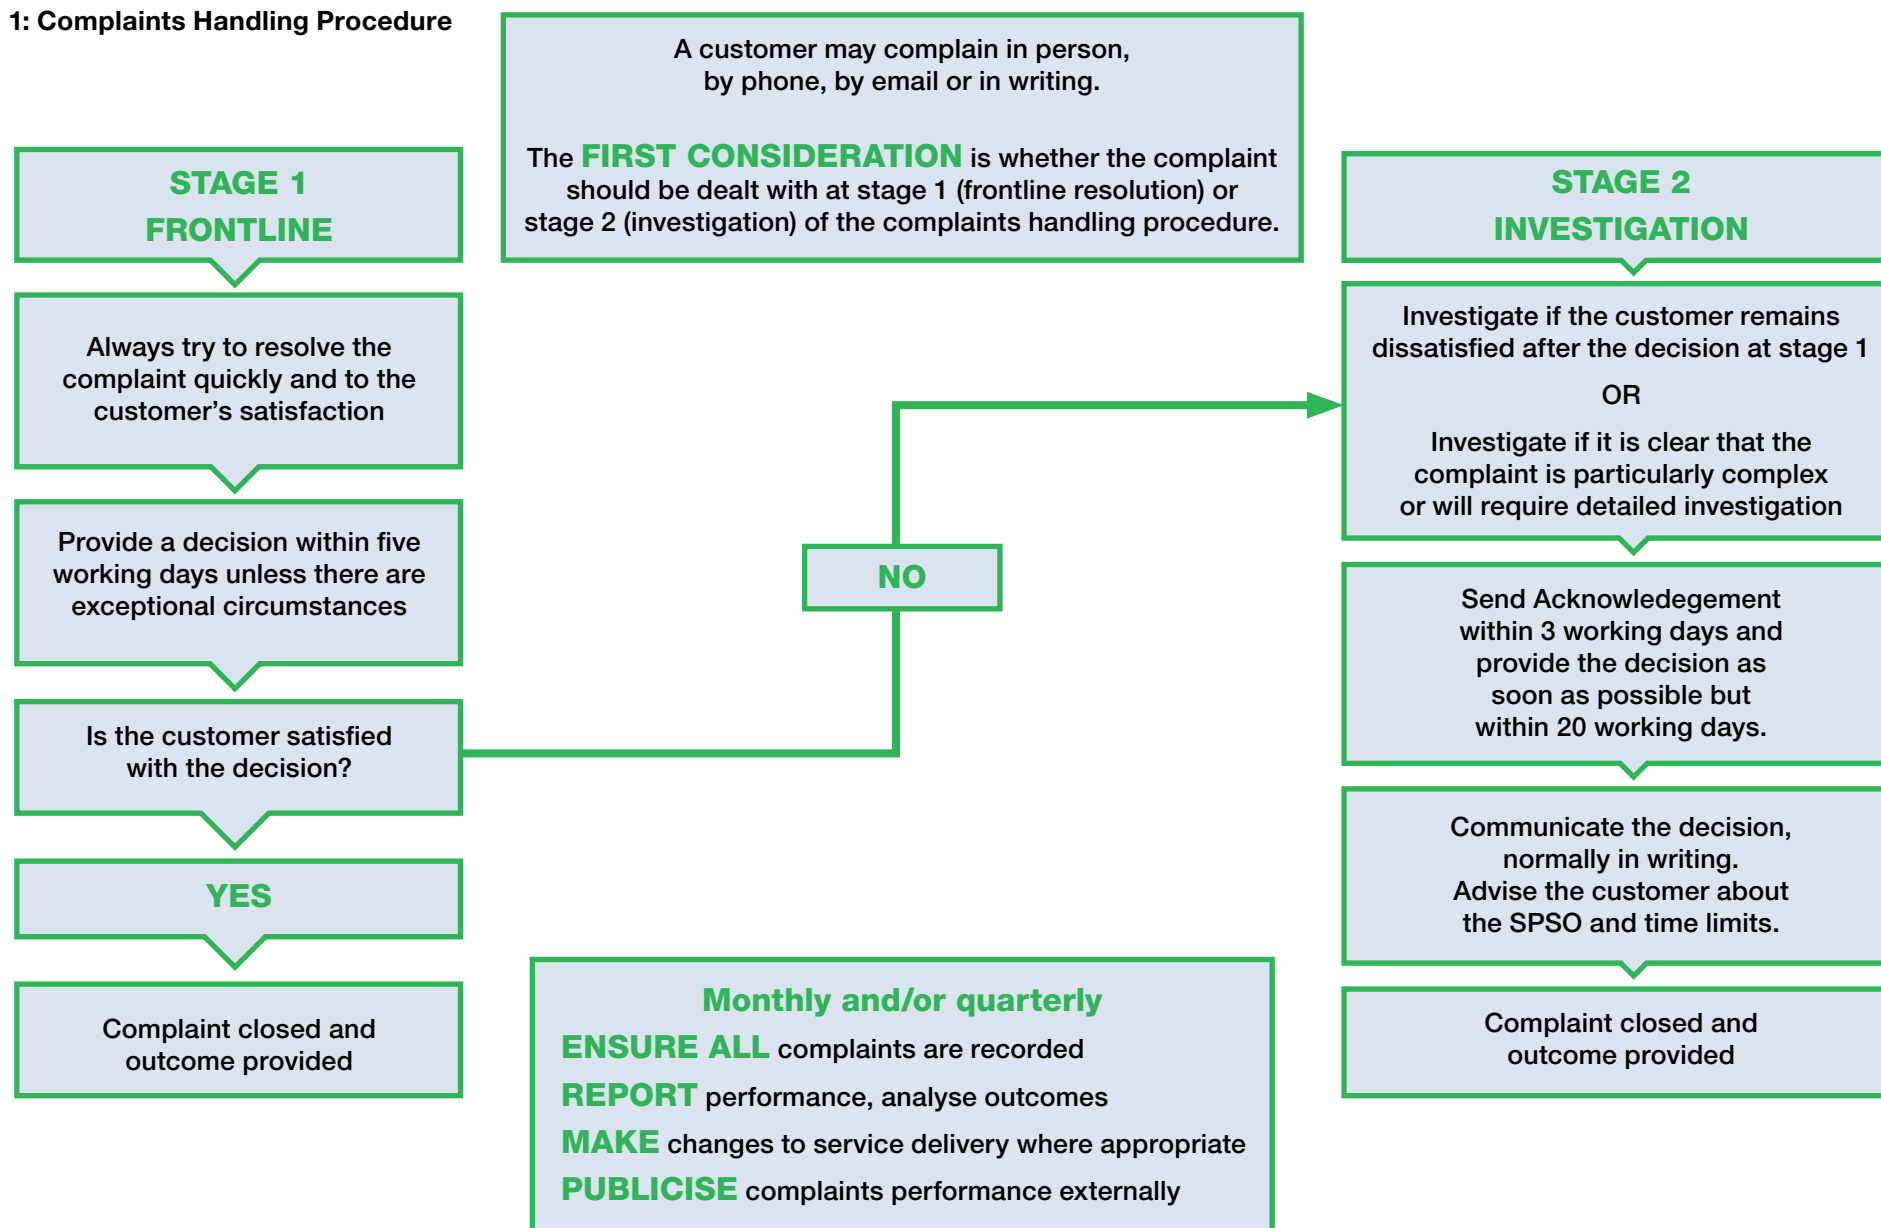 1: Complaints Handling Procedure
A customer may complain in person,
by phone, by email or in writing.
The FIRST CONSIDERATION is whether the complaint
should be dealt with at stage 1 (frontline resolution) or
stage 2 (investigation) of the complaints handling procedure.
STAGE 1
FRONTLINE
Always try to resolve the
complaint quickly and to the
customer’s satisfaction
Provide a decision within five
working days unless there are
exceptional circumstances
Is the customer satisfied
with the decision?
YES
Complaint closed and
outcome provided
NO
STAGE 2
INVESTIGATION
Investigate if the customer remains
dissatisfied after the decision at stage 1
OR
Investigate if it is clear that the
complaint is particularly complex
or will require detailed investigation
Send Acknowledegement
within 3 working days and
provide the decision as
soon as possible but
within 20 working days.
Communicate the decision,
normally in writing.
Advise the customer about
the SPSO and time limits.
Complaint closed and
outcome provided
Monthly and/or quarterly
ENSURE ALL complaints are recorded
REPORT performance, analyse outcomes
MAKE changes to service delivery where appropriate
PUBLICISE complaints performance externally